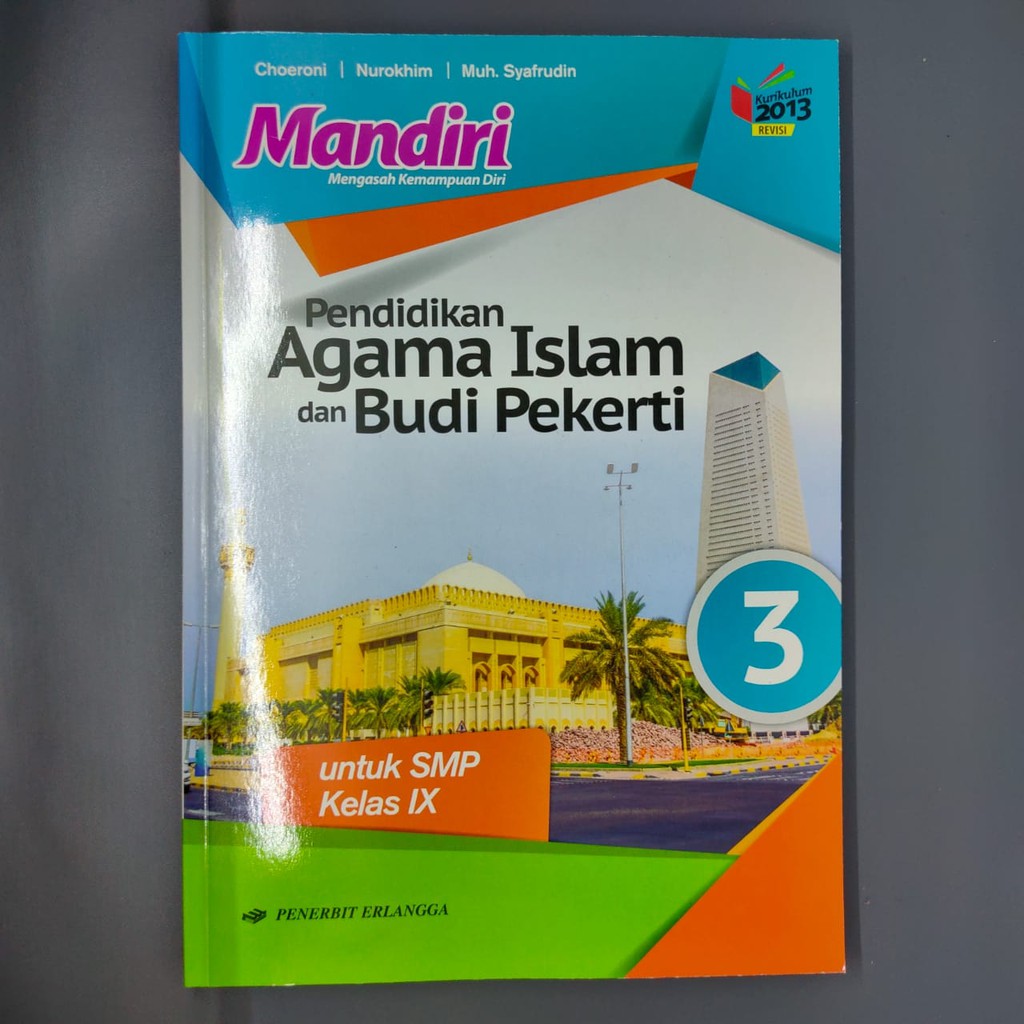 Choeroni | Nurokhim | Muh. Syafrudin
Kurikulum
2013
REVISI
Mandiri
Mengasah Kemampuan Diri
Pendidikan
Agama Islam
dan Budi Pekerti
3
untuk SMP
Kelas IX
PENERBIT ERLANGGA